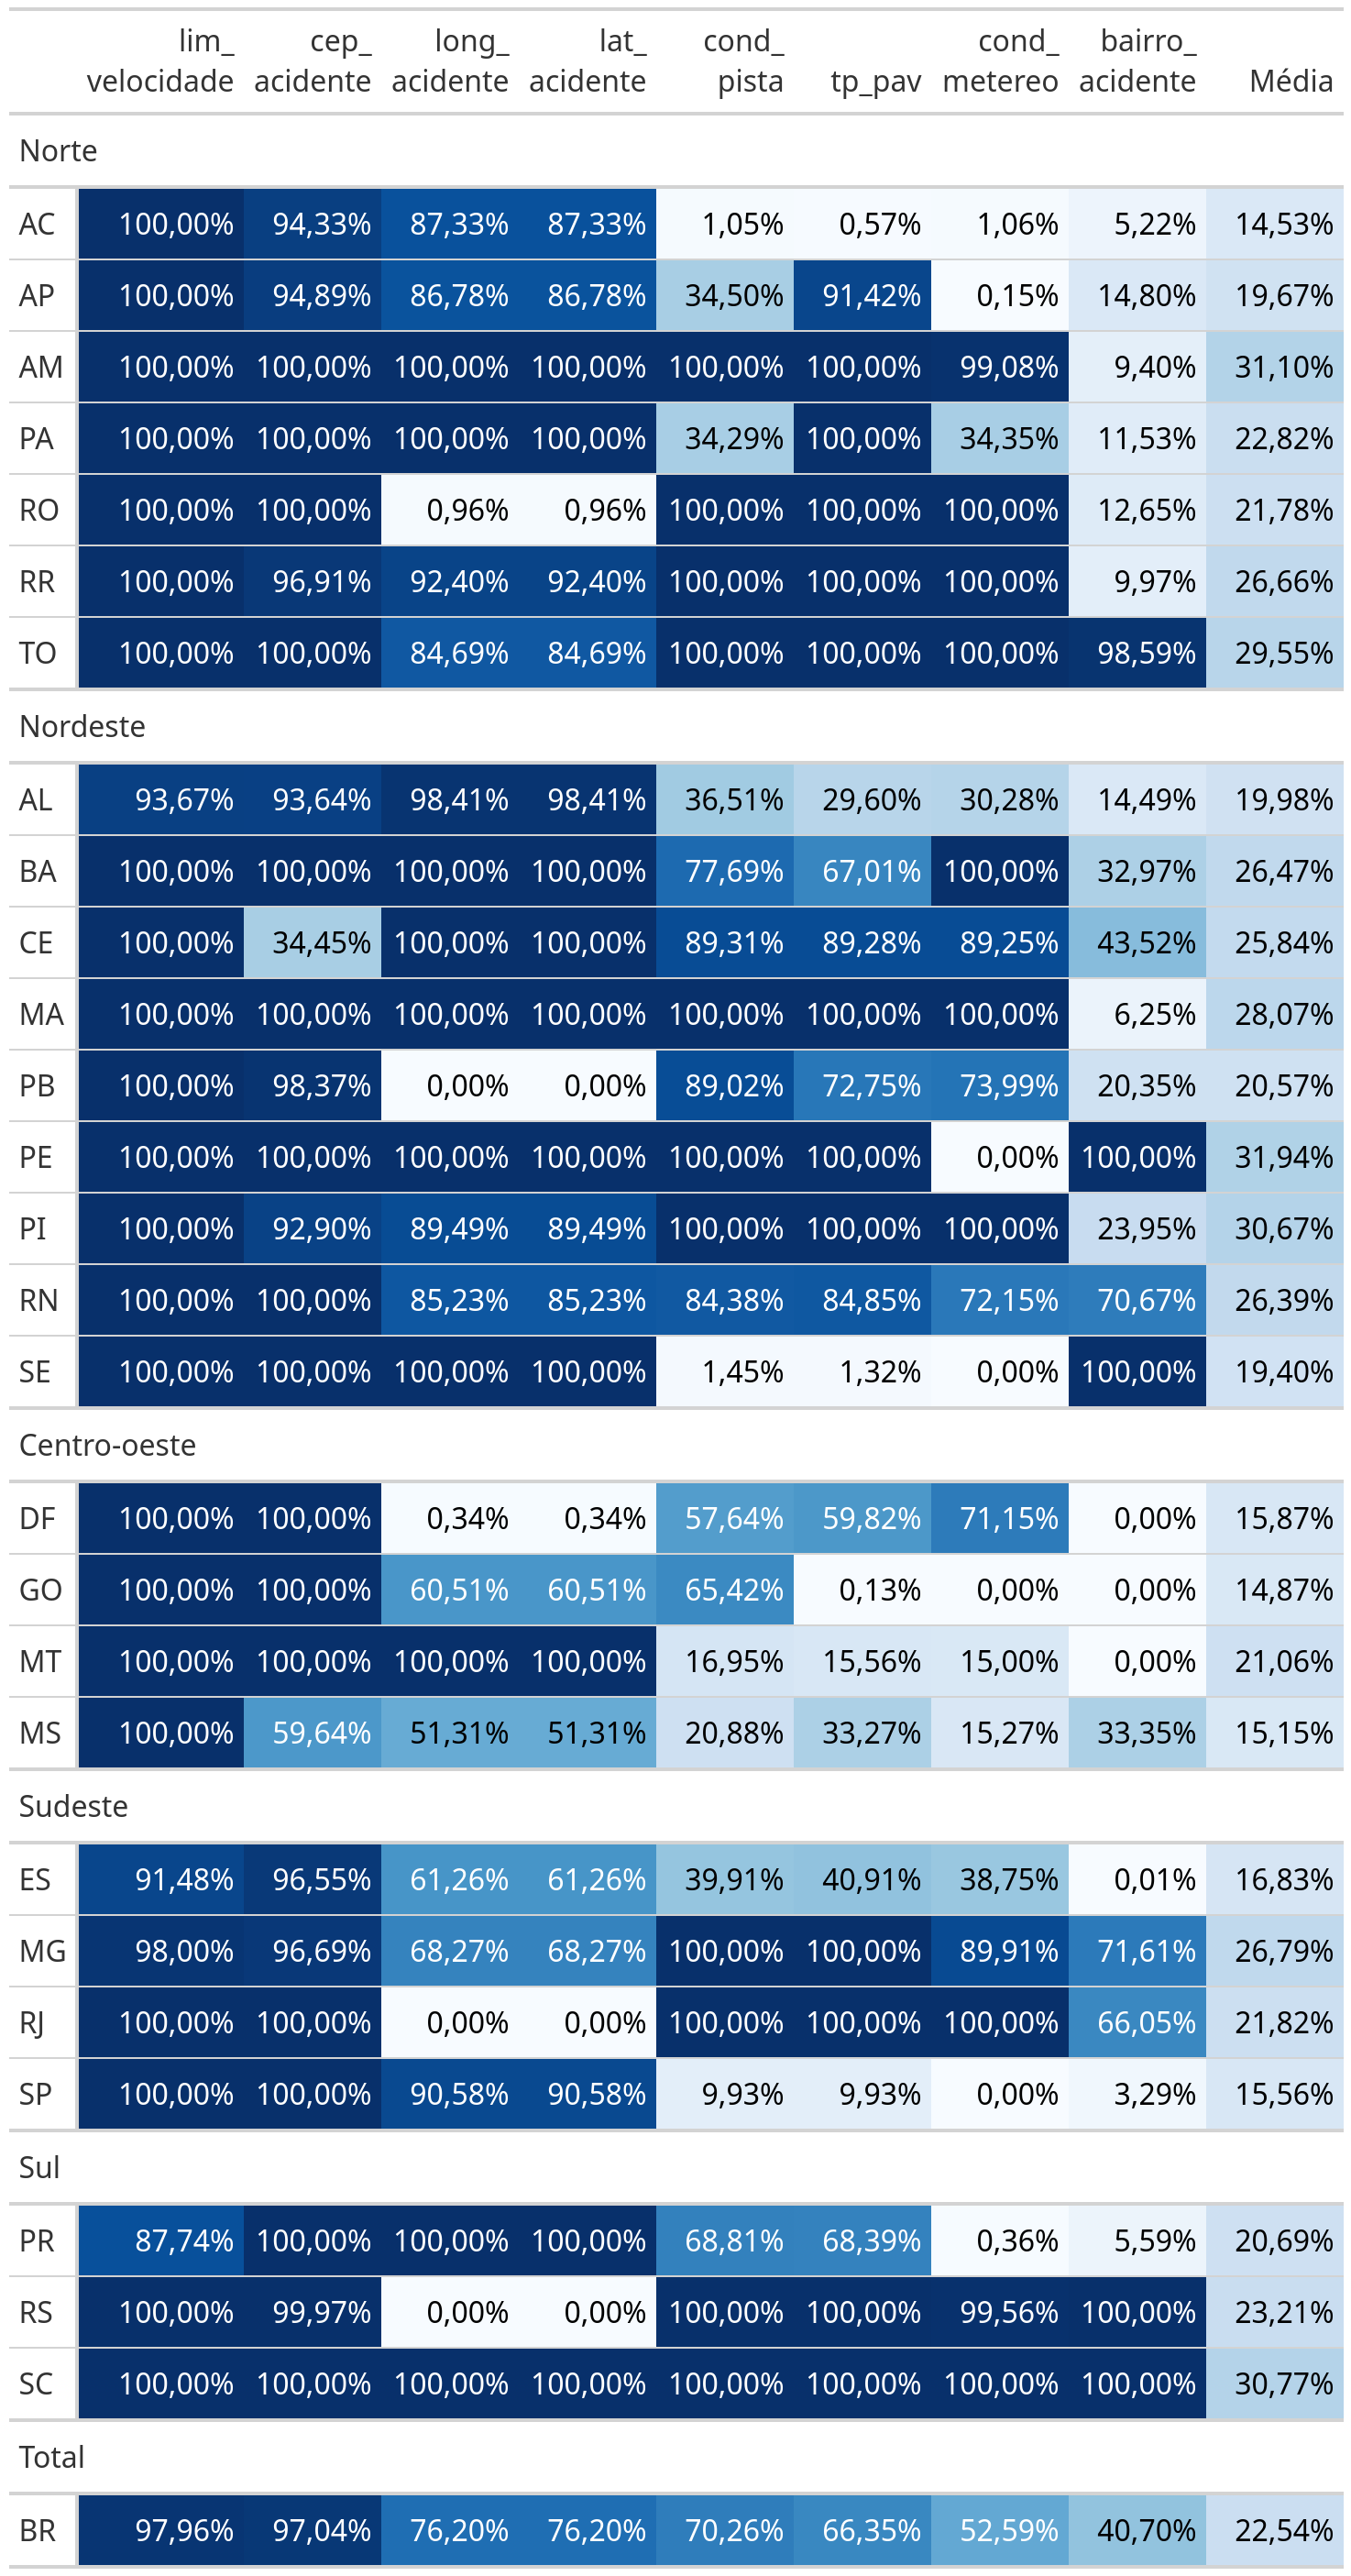 lim_ cep_ long_ lat_ cond_ cond_ bairro_
velocidade acidente acidente acidente pista tp_pav metereo acidente Média
Norte
AC 100,00% 94,33% 87,33% 87,33% 1,05% 0,57% 1,06% 5,22% 14,53%
AP 100,00% 94,89% 86,78% 86,78% 34,50% 91,42% 0,15% 14,80% 19,67%
AM 100,00% 100,00% 100,00% 100,00% 100,00% 100,00% 99,08% 9,40% 31,10%
PA 100,00% 100,00% 100,00% 100,00% 34,29% 100,00% 34,35% 11,53% 22,82%
RO 100,00% 100,00% 0,96% 0,96% 100,00% 100,00% 100,00% 12,65% 21,78%
RR 100,00% 96,91% 92,40% 92,40% 100,00% 100,00% 100,00% 9,97% 26,66%
TO 100,00% 100,00% 84,69% 84,69% 100,00% 100,00% 100,00% 98,59% 29,55%
Nordeste
AL 93,67% 93,64% 98,41% 98,41% 36,51% 29,60% 30,28% 14,49% 19,98%
BA 100,00% 100,00% 100,00% 100,00% 77,69% 67,01% 100,00% 32,97% 26,47%
CE 100,00% 34,45% 100,00% 100,00% 89,31% 89,28% 89,25% 43,52% 25,84%
MA 100,00% 100,00% 100,00% 100,00% 100,00% 100,00% 100,00% 6,25% 28,07%
PB 100,00% 98,37% 0,00% 0,00% 89,02% 72,75% 73,99% 20,35% 20,57%
PE 100,00% 100,00% 100,00% 100,00% 100,00% 100,00% 0,00% 100,00% 31,94%
PI 100,00% 92,90% 89,49% 89,49% 100,00% 100,00% 100,00% 23,95% 30,67%
RN 100,00% 100,00% 85,23% 85,23% 84,38% 84,85% 72,15% 70,67% 26,39%
SE 100,00% 100,00% 100,00% 100,00% 1,45% 1,32% 0,00% 100,00% 19,40%
Centro-oeste
DF 100,00% 100,00% 0,34% 0,34% 57,64% 59,82% 71,15% 0,00% 15,87%
GO 100,00% 100,00% 60,51% 60,51% 65,42% 0,13% 0,00% 0,00% 14,87%
MT 100,00% 100,00% 100,00% 100,00% 16,95% 15,56% 15,00% 0,00% 21,06%
MS 100,00% 59,64% 51,31% 51,31% 20,88% 33,27% 15,27% 33,35% 15,15%
Sudeste
ES 91,48% 96,55% 61,26% 61,26% 39,91% 40,91% 38,75% 0,01% 16,83%
MG 98,00% 96,69% 68,27% 68,27% 100,00% 100,00% 89,91% 71,61% 26,79%
RJ 100,00% 100,00% 0,00% 0,00% 100,00% 100,00% 100,00% 66,05% 21,82%
SP 100,00% 100,00% 90,58% 90,58% 9,93% 9,93% 0,00% 3,29% 15,56%
Sul
PR 87,74% 100,00% 100,00% 100,00% 68,81% 68,39% 0,36% 5,59% 20,69%
RS 100,00% 99,97% 0,00% 0,00% 100,00% 100,00% 99,56% 100,00% 23,21%
SC 100,00% 100,00% 100,00% 100,00% 100,00% 100,00% 100,00% 100,00% 30,77%
Total
BR 97,96% 97,04% 76,20% 76,20% 70,26% 66,35% 52,59% 40,70% 22,54%